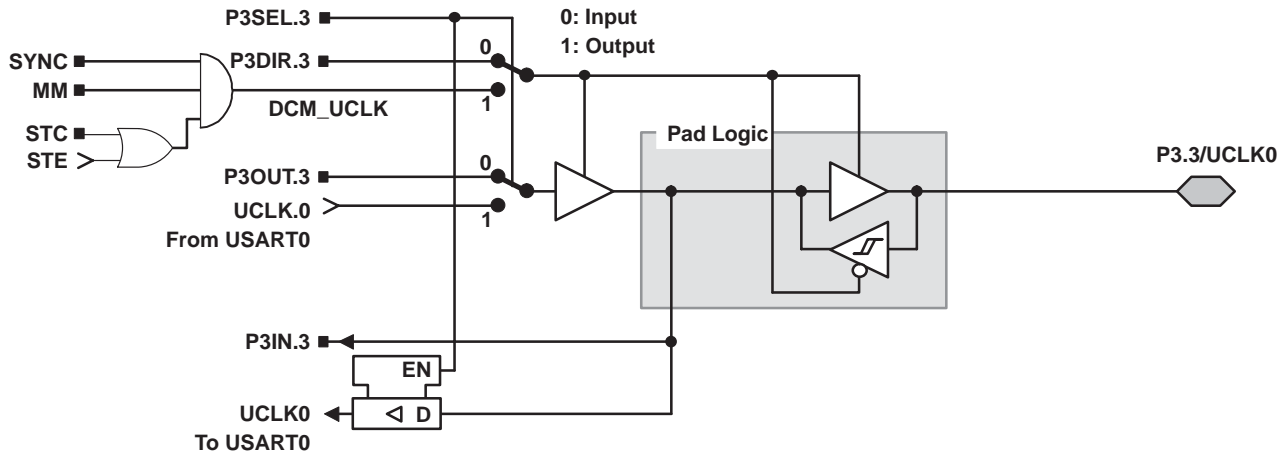 P3SEL.3
0: Input
1: Output
SYNC
P3DIR.3
0
MM
1
DCM_UCLK
STC
STE
Pad Logic
P3.3/UCLK0
P3OUT.3
0
UCLK.0
1
From USART0
P3IN.3
EN
UCLK0
D
To USART0